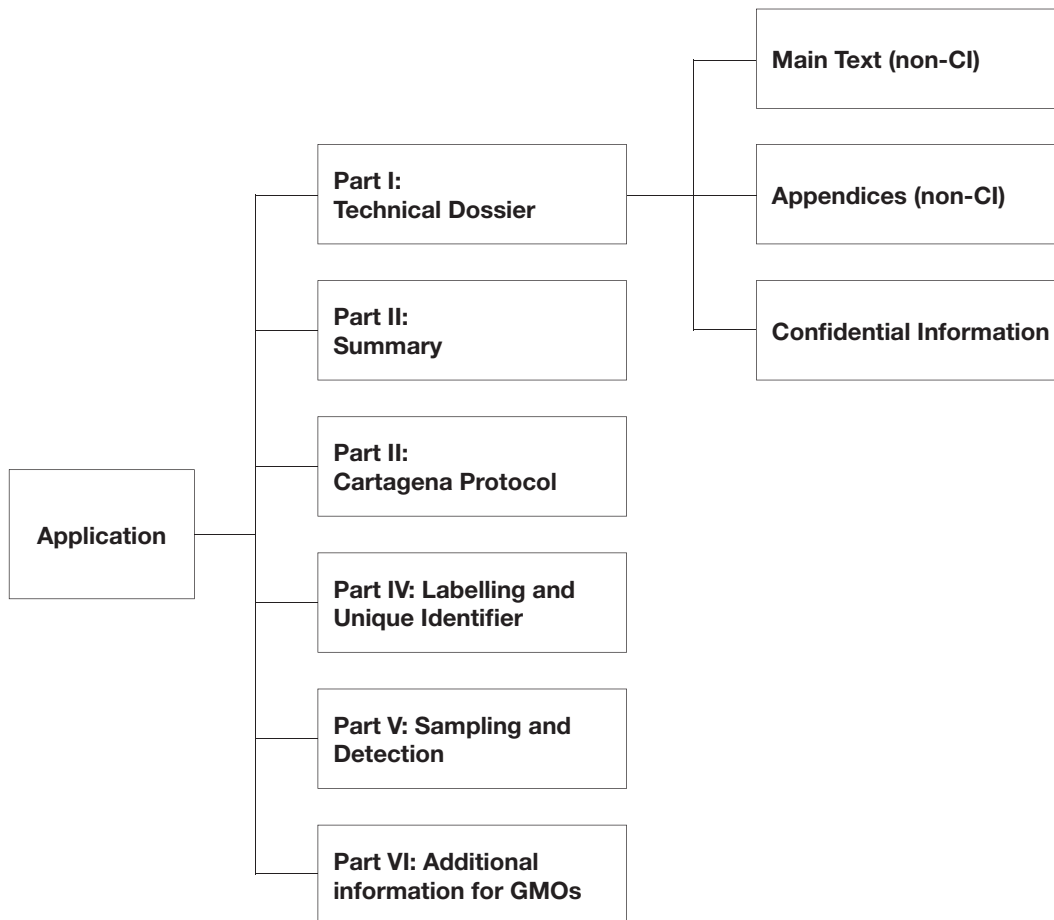 Application
Part I:
Technical Dossier
Part II:
Summary
Part II:
Cartagena Protocol
Part IV: Labelling and
Unique Identifier
Part V: Sampling and
Detection
Part VI: Additional
information for GMOs
Main Text (non-CI)
Appendices (non-CI)
Confidential Information